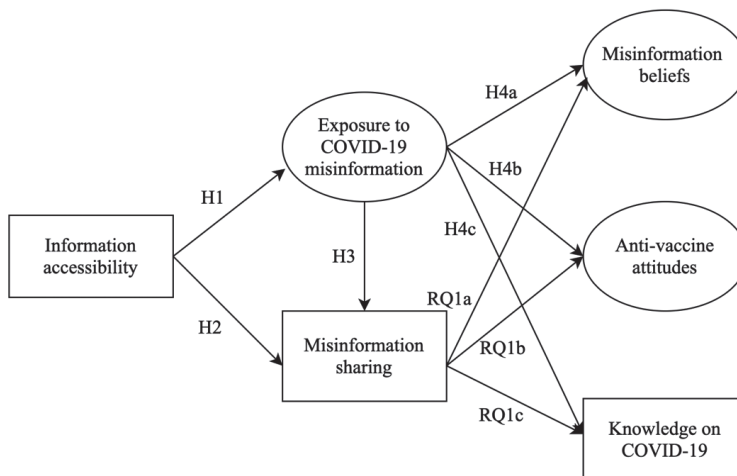 Misinformation
beliefs
H4a
Exposure to
COVID-19
misinformation
H4b
H1
H4c
Information
accessibility
H3
Anti-vaccine
attitudes
RQ1a
H2
Misinformation
sharing
RQ1b
RQ1c
Knowledge on
COVID-19